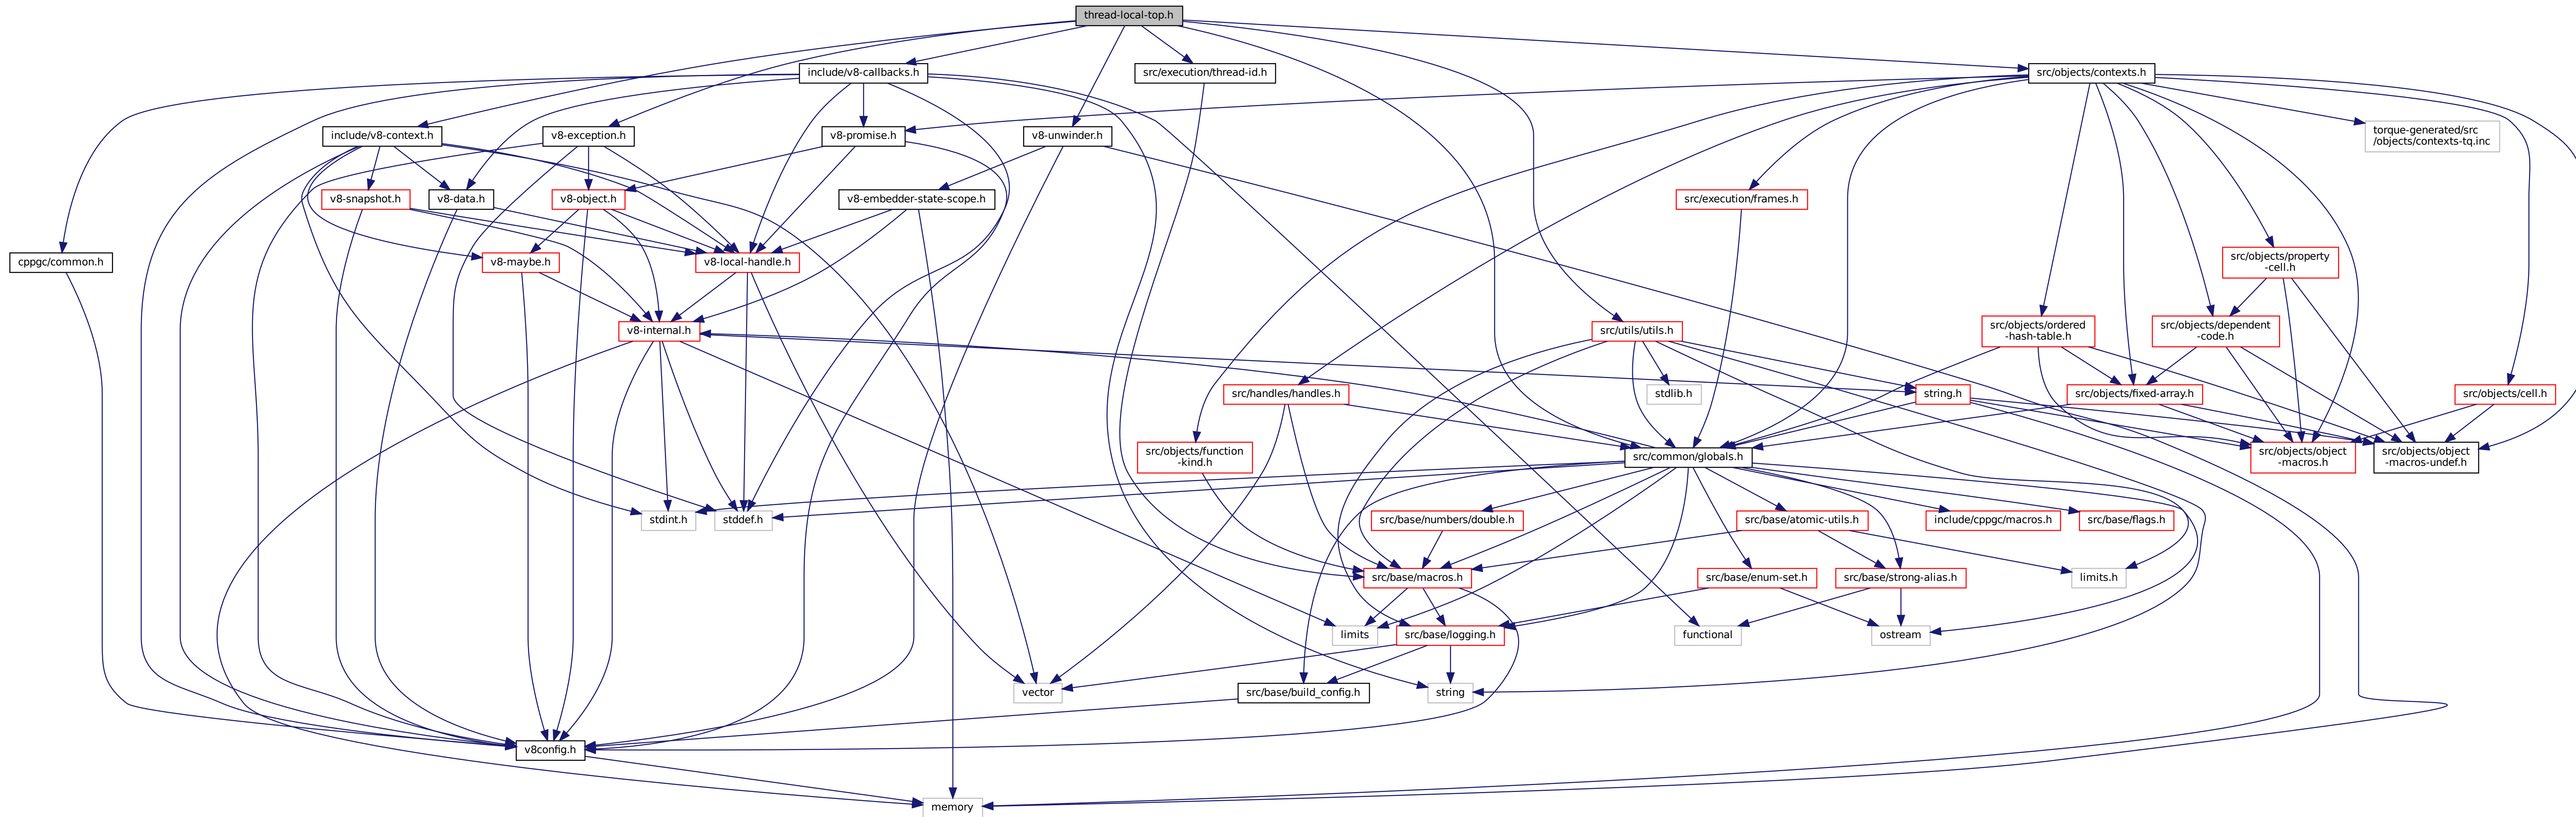 thread-local-top.h
include/v8-callbacks.h
src/execution/thread-id.h
src/objects/contexts.h
include/v8-context.h
v8-exception.h
v8-promise.h
v8-unwinder.h
torque-generated/src
/objects/contexts-tq.inc
v8-snapshot.h
v8-data.h
v8-object.h
v8-embedder-state-scope.h
src/execution/frames.h
cppgc/common.h
v8-maybe.h
v8-local-handle.h
src/objects/property
-cell.h
v8-internal.h
src/utils/utils.h
src/objects/ordered
-hash-table.h
src/objects/dependent
-code.h
src/handles/handles.h
stdlib.h
string.h
src/objects/fixed-array.h
src/objects/cell.h
src/objects/function
-kind.h
src/common/globals.h
src/objects/object
-macros.h
src/objects/object
-macros-undef.h
stdint.h
stddef.h
src/base/numbers/double.h
src/base/atomic-utils.h
include/cppgc/macros.h
src/base/flags.h
src/base/macros.h
src/base/enum-set.h
src/base/strong-alias.h
limits.h
limits
src/base/logging.h
functional
ostream
vector
src/base/build_config.h
string
v8config.h
memory